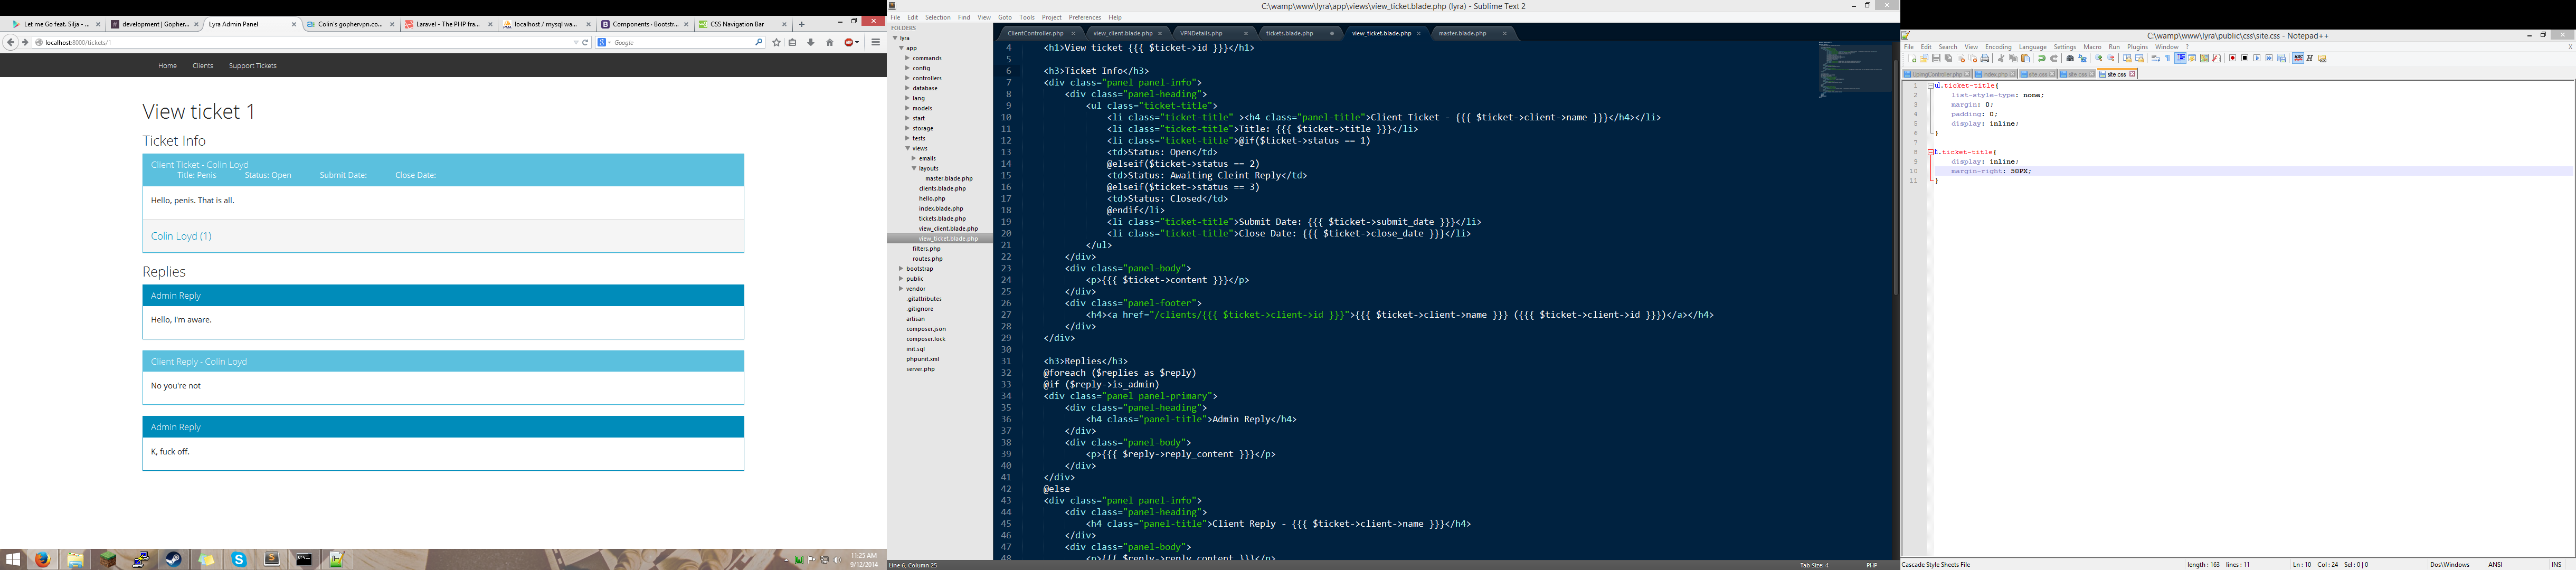 Let me Go feat. Silja - ...
development | Gopher...
Lyra Admin Panel
Colin's gophervpn.co...
Laravel - The PHP fra...
localhost / mysql wa...
Components - Bootstr...
CSS Navigation Bar
localhost:8000/tickets/1
Google
Home Clients Support Tickets
View ticket 1
Ticket Info
Client Ticket - Colin Loyd
Title: Penis Status: Open Submit Date: Close Date:
Hello, penis. That is all.
Colin Loyd (1)
Replies
Admin Reply
Hello, I'm aware.
Client Reply - Colin Loyd
No you're not
Admin Reply
K, fuck off.
11:25 AM
9/12/2014
C:\wamp\www\lyra\app\views\view_ticket.blade.php (lyra) - Sublime Text 2
File Edit Selection Find View Goto Tools Project Preferences Help
FOLDERS
lyra
app
commands
config
controllers
database
lang
models
start
storage
tests
views
emails
layouts
master.blade.php
clients.blade.php
hello.php
index.blade.php
tickets.blade.php
view_client.blade.php
view_ticket.blade.php
filters.php
routes.php
bootstrap
public
vendor
.gitattributes
.gitignore
artisan
composer.json
composer.lock
init.sql
phpunit.xml
server.php
ClientController.php view_client.blade.php VPNDetails.php tickets.blade.php view_ticket.blade.php master.blade.php
4 <h1>View ticket {{{ $ticket->id }}}</h1>
5
6 <h3>Ticket Info</h3>
7 <div class="panel panel-info">
8 <div class="panel-heading">
9 <ul class="ticket-title">
10 <li class="ticket-title" ><h4 class="panel-title">Client Ticket - {{{ $ticket->client->name }}}</h4></li>
11 <li class="ticket-title">Title: {{{ $ticket->title }}}</li>
12 <li class="ticket-title">@if($ticket->status == 1)
13 <td>Status: Open</td>
14 @elseif($ticket->status == 2)
15 <td>Status: Awaiting Cleint Reply</td>
16 @elseif($ticket->status == 3)
17 <td>Status: Closed</td>
18 @endif</li>
19 <li class="ticket-title">Submit Date: {{{ $ticket->submit_date }}}</li>
20 <li class="ticket-title">Close Date: {{{ $ticket->close_date }}}</li>
21 </ul>
22 </div>
23 <div class="panel-body">
24 <p>{{{ $ticket->content }}}</p>
25 </div>
26 <div class="panel-footer">
27 <h4><a href="/clients/{{{ $ticket->client->id }}}">{{{ $ticket->client->name }}} ({{{ $ticket->client->id }}})</a></h4>
28 </div>
29 </div>
30
31 <h3>Replies</h3>
32 @foreach ($replies as $reply)
33 @if ($reply->is_admin)
34 <div class="panel panel-primary">
35 <div class="panel-heading">
36 <h4 class="panel-title">Admin Reply</h4>
37 </div>
38 <div class="panel-body">
39 <p>{{{ $reply->reply_content }}}</p>
40 </div>
41 </div>
42 @else
43 <div class="panel panel-info">
44 <div class="panel-heading">
45 <h4 class="panel-title">Client Reply - {{{ $ticket->client->name }}}</h4>
46 </div>
47 <div class="panel-body">
48 <p>{{{ $reply->reply_content }}}</p>
Line 6, Column 25
Tab Size: 4
PHP
C:\wamp\www\lyra\public\css\site.css - Notepad++
File Edit Search View Encoding Language Settings Macro Run Plugins Window ?
index.php site.css site.css site.css
1 ul.ticket-title{
2 list-style-type: none;
3 margin: 0;
4 padding: 0;
5 display: inline;
6 }
7
8 li.ticket-title{
9 display: inline;
10 margin-right: 50PX;
11 }
Cascade Style Sheets File
length : 163 lines : 11
Ln : 10 Col : 24 Sel : 0 | 0
Dos\Windows
ANSI
INS